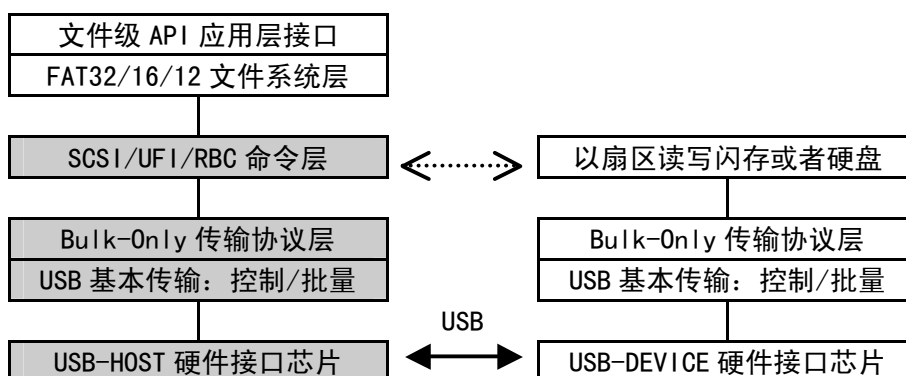 文件级 API 应用层接口
FAT32/16/12 文件系统层
SCSI/UFI/RBC 命令层
以扇区读写闪存或者硬盘
Bulk-Only 传输协议层
Bulk-Only 传输协议层
USB 基本传输：控制/批量
USB 基本传输：控制/批量
USB
USB-HOST 硬件接口芯片
USB-DEVICE 硬件接口芯片